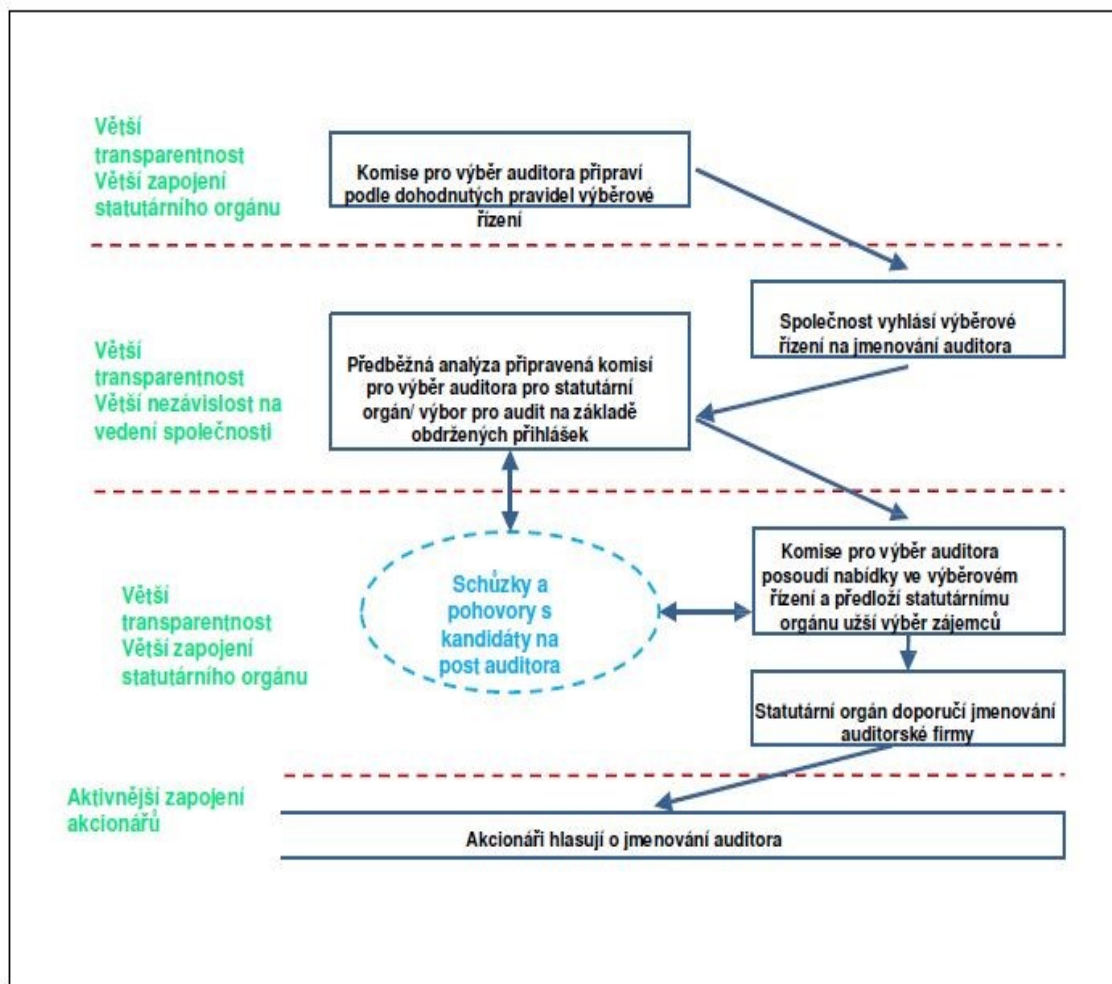 Větší
transparentnost
Větší zapojení
statutárního orgánu
Komise pro výběr auditora připraví
podle dohodnutých pravidel výběrové
řízení
Společnost vyhlásí výběrové
řízení na jmenování auditora
Větší
transparentnost
Větší nezávislost na
vedení společnosti
Předběžná analýza připravená komisí
pro výběr auditora pro statutární
orgán/ výbor pro audit na základě
obdržených přihlášek
Větší
transparentnost
Větší zapojení
statutárního orgánu
Schůzky a
pohovory s
kandidáty na
post auditora
Komise pro výběr auditora
posoudí nabídky ve výběrovém
řízení a předloží statutárnímu
orgánu užší výběr zájemců
Statutární orgán doporučí jmenování
auditorské firmy
Aktivnější zapojení
akcionářů
Akcionáři hlasují o jmenování auditora